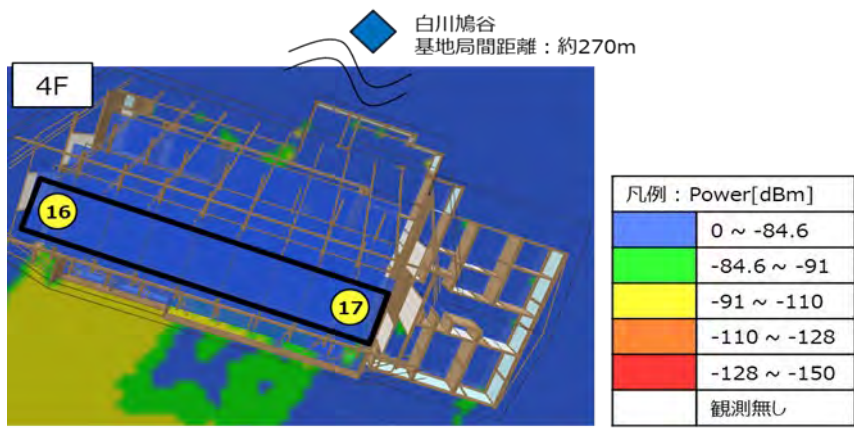 白川鳩谷
基地局間距離：約270m
4F
16
17
凡例：Power[dBm]
0 ~ -84.6
-84.6 ~ -91
-91 ~ -110
-110 ~ -128
-128 ~ -150
観測無し